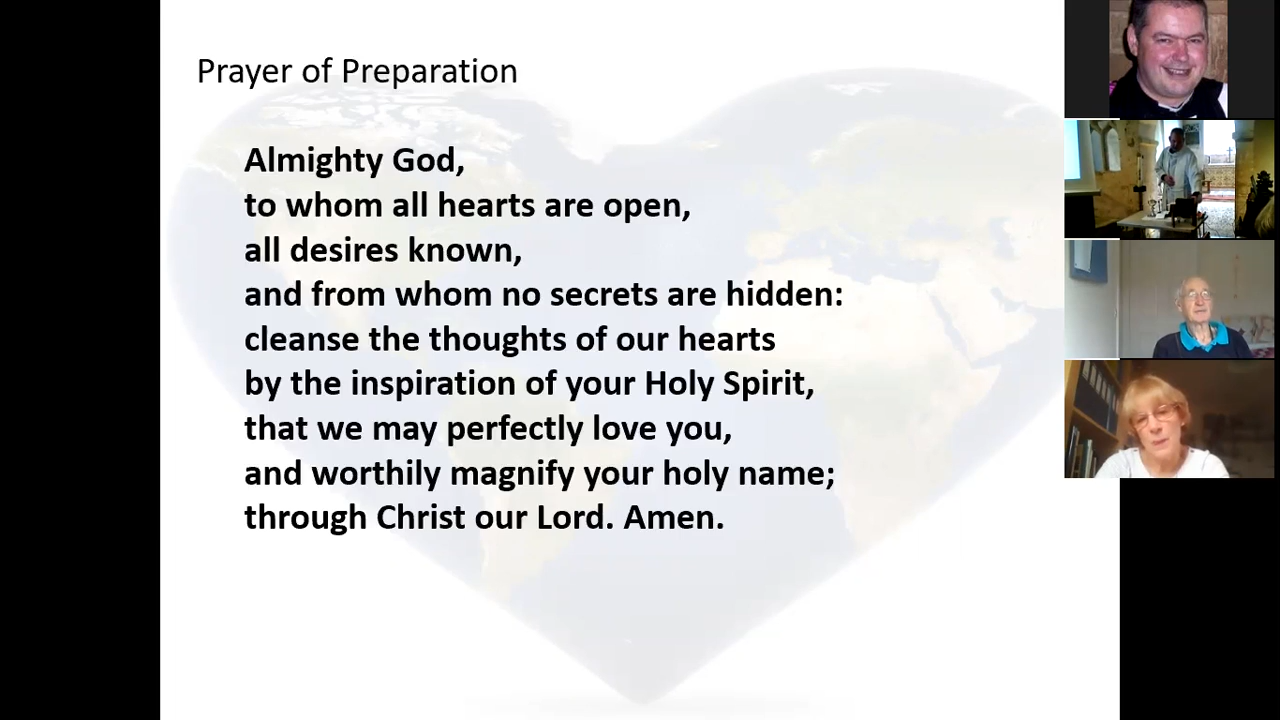 Prayer of Preparation
Almighty God,
to whom all hearts are open,
all desires known,
and from whom no secrets are hidden:
cleanse the thoughts of our hearts
by the inspiration of your Holy Spirit,
that we may perfectly love you,
and worthily magnify your holy name;
through Christ our Lord. Amen.